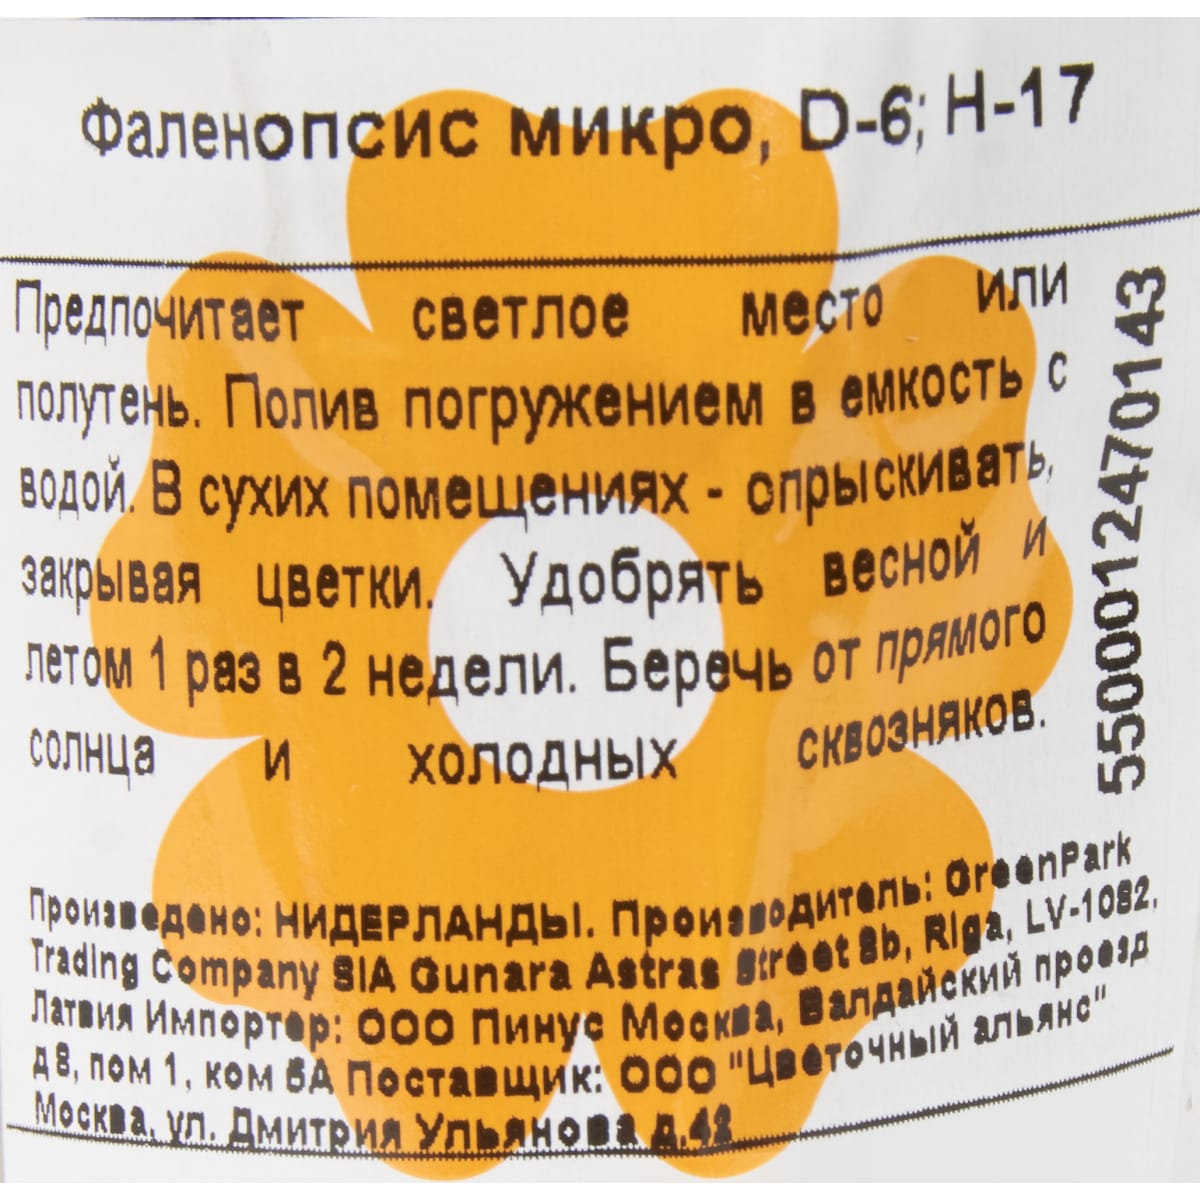 Фаленопсис микро, D-6; H-17
Предпочитает светлое место или
полутень. Полив погружением в емкость с
водой. В сухих помещениях - опрыскивать,
закрывая цветки. Удобрять весной и
летом 1 раз в 2 недели. Беречь от прямого
солнца и холодных сквозняков.
5500012470143
Произведено: НИДЕРЛАНДЫ. Производитель: GreenPark
Trading Company SIA Gunara Astras Street 8b, Riga, LV-1082,
Латвия Импортер: ООО Пинус Москва, Валдайский проезд
д 8, пом 1, ком 6А Поставщик: ООО "Цветочный альянс"
Москва, ул. Дмитрия Ульянова д.42